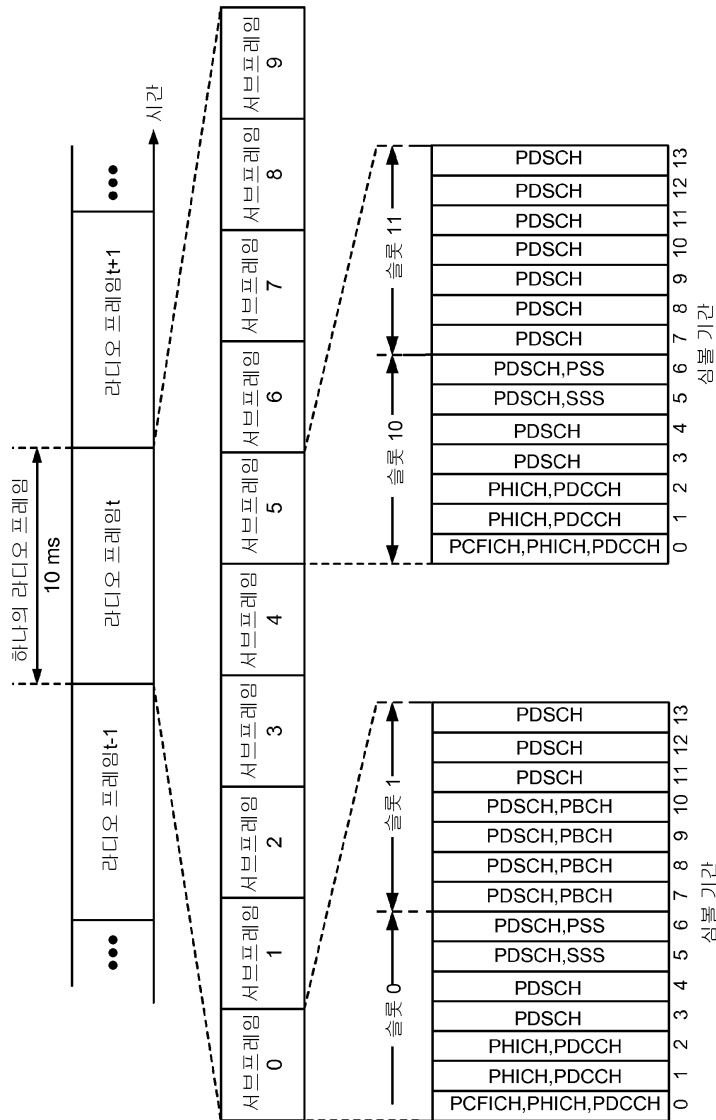 하나의 라디오 프레임
10 ms
라디오 프레임t-1
라디오 프레임t
라디오 프레임t+1
시간
서브프레임 0
서브프레임 1
서브프레임 2
서브프레임 3
서브프레임 4
서브프레임 5
서브프레임 6
서브프레임 7
서브프레임 8
서브프레임 9
슬롯 0
슬롯 1
PCFICH,PHICH,PDCCH
PHICH,PDCCH
PHICH,PDCCH
PDSCH
PDSCH
PDSCH,SSS
PDSCH,PSS
PDSCH,PBCH
PDSCH,PBCH
PDSCH,PBCH
PDSCH,PBCH
PDSCH
PDSCH
PDSCH
0 1 2 3 4 5 6 7 8 9 10 11 12 13
심볼 기간
슬롯 10
슬롯 11
PCFICH,PHICH,PDCCH
PHICH,PDCCH
PHICH,PDCCH
PDSCH
PDSCH
PDSCH,SSS
PDSCH,PSS
PDSCH
PDSCH
PDSCH
PDSCH
PDSCH
PDSCH
PDSCH
0 1 2 3 4 5 6 7 8 9 10 11 12 13
심볼 기간